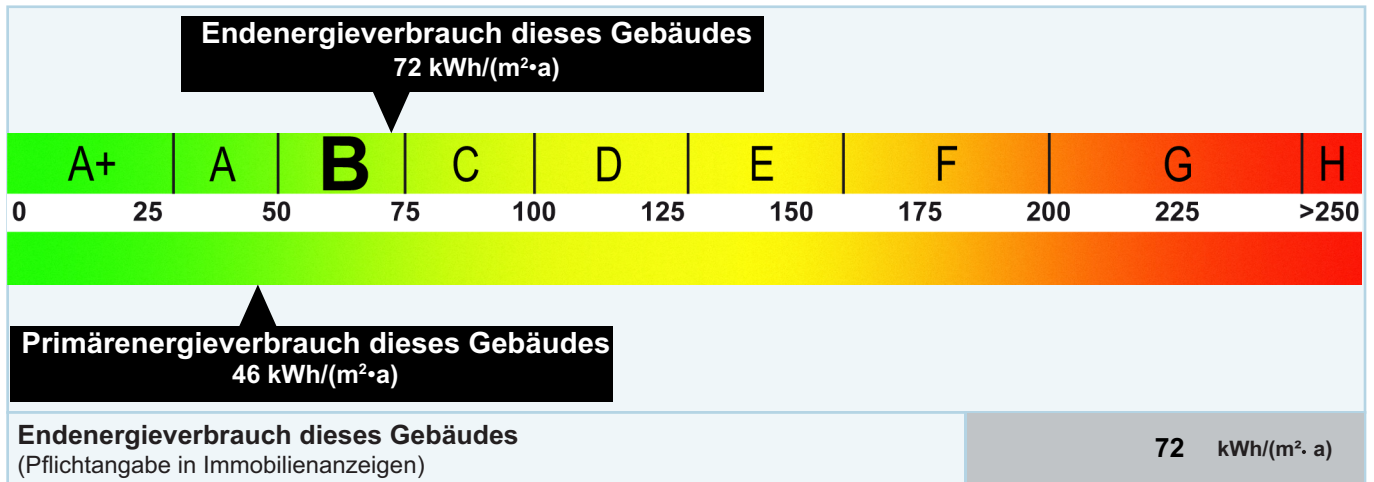 Endenergieverbrauch dieses Gebäudes
72 kWh/(m²•a)
A+ A B C D E F G H
0 25 50 75 100 125 150 175 200 225 >250
Primärenergieverbrauch dieses Gebäudes
46 kWh/(m²•a)
Endenergieverbrauch dieses Gebäudes
(Pflichtangabe in Immobilienanzeigen)
72 kWh/(m²· a)